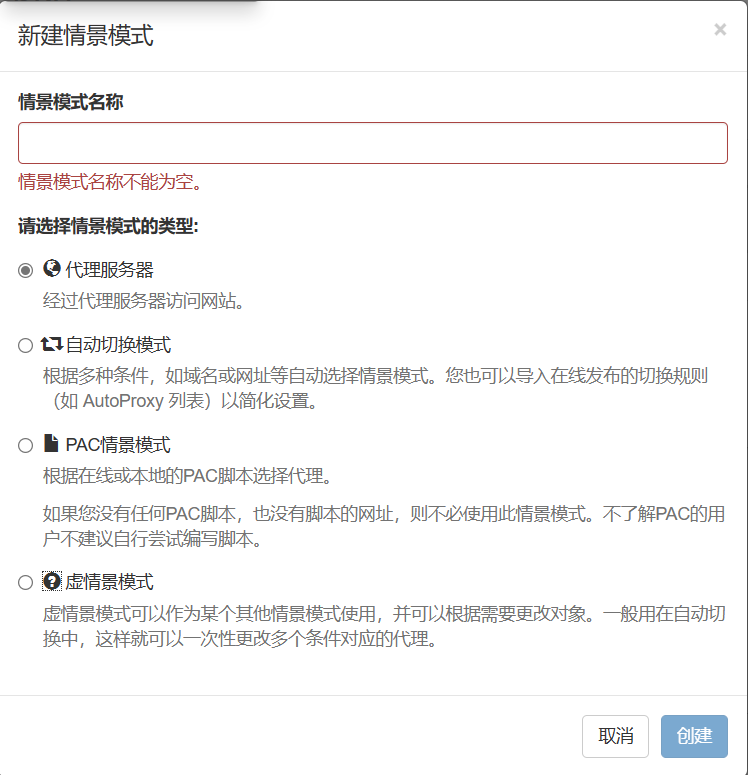 新建情景模式
×
情景模式名称
情景模式名称不能为空。
请选择情景模式的类型:
代理服务器
经过代理服务器访问网站。
自动切换模式
根据多种条件，如域名或网址等自动选择情景模式。您也可以导入在线发布的切换规则
（如 AutoProxy 列表）以简化设置。
PAC情景模式
根据在线或本地的PAC脚本选择代理。
如果您没有任何PAC脚本，也没有脚本的网址，则不必使用此情景模式。不了解PAC的用
户不建议自行尝试编写脚本。
虚情景模式
虚情景模式可以作为某个其他情景模式使用，并可以根据需要更改对象。一般用在自动切
换中，这样就可以一次性更改多个条件对应的代理。
取消
创建